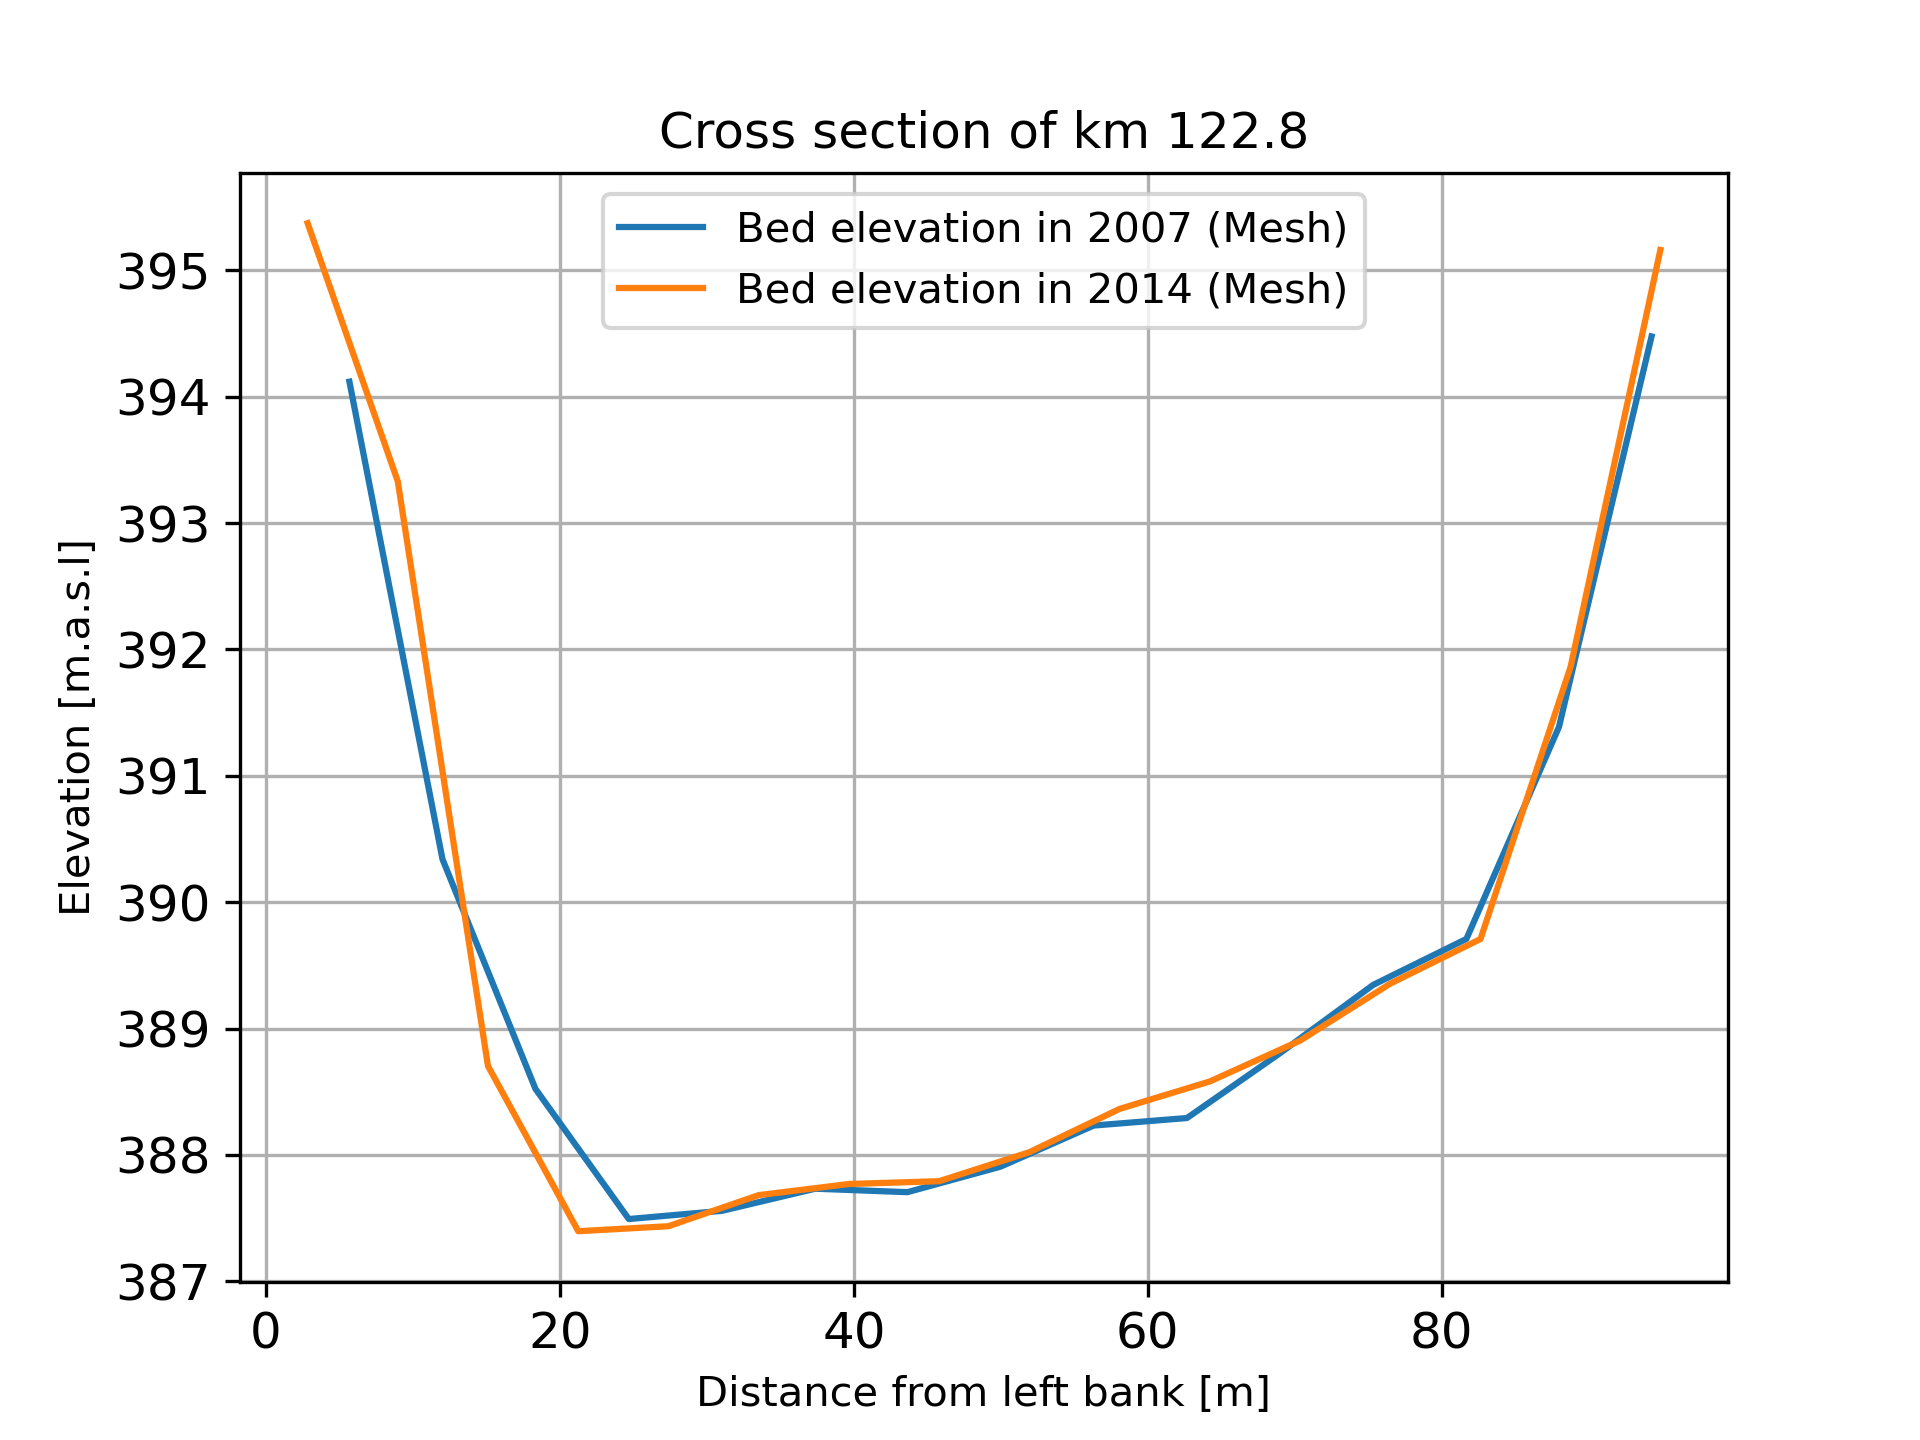 Cross section of km 122.8
Bed elevation in 2007 (Mesh)
Bed elevation in 2014 (Mesh)
395
394
393
392
391
390
389
388
387
Elevation [m.a.s.l]
0 20 40 60 80
Distance from left bank [m]